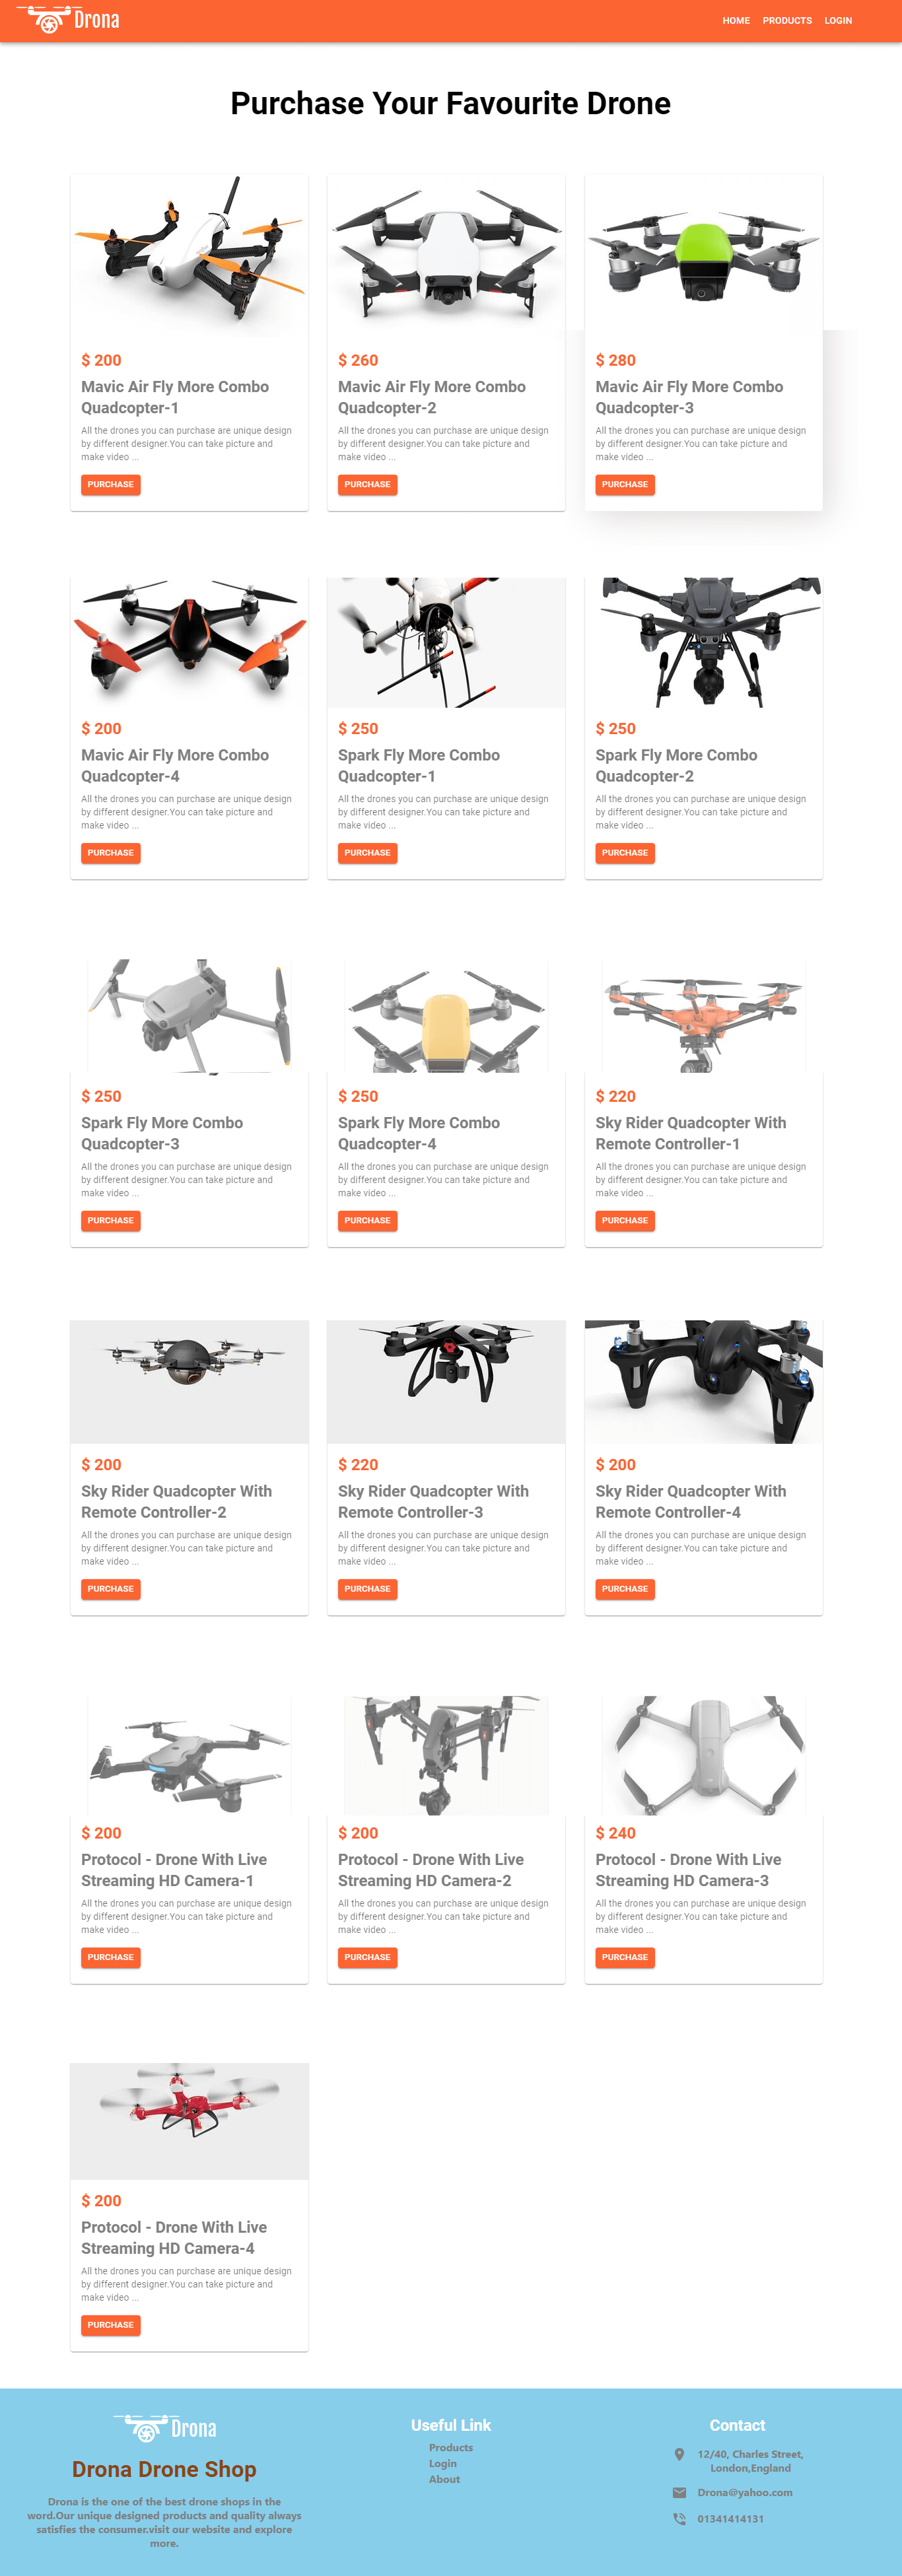 Drona
HOME PRODUCTS LOGIN
Purchase Your Favourite Drone
$ 200
Mavic Air Fly More Combo
Quadcopter-1
All the drones you can purchase are unique design
by different designer.You can take picture and
make video ...
PURCHASE
$ 260
Mavic Air Fly More Combo
Quadcopter-2
All the drones you can purchase are unique design
by different designer.You can take picture and
make video ...
PURCHASE
$ 280
Mavic Air Fly More Combo
Quadcopter-3
All the drones you can purchase are unique design
by different designer.You can take picture and
make video ...
PURCHASE
$ 200
Mavic Air Fly More Combo
Quadcopter-4
All the drones you can purchase are unique design
by different designer.You can take picture and
make video ...
PURCHASE
$ 250
Spark Fly More Combo
Quadcopter-1
All the drones you can purchase are unique design
by different designer.You can take picture and
make video ...
PURCHASE
$ 250
Spark Fly More Combo
Quadcopter-2
All the drones you can purchase are unique design
by different designer.You can take picture and
make video ...
PURCHASE
$ 250
Spark Fly More Combo
Quadcopter-3
All the drones you can purchase are unique design
by different designer.You can take picture and
make video ...
PURCHASE
$ 250
Spark Fly More Combo
Quadcopter-4
All the drones you can purchase are unique design
by different designer.You can take picture and
make video ...
PURCHASE
$ 220
Sky Rider Quadcopter With
Remote Controller-1
All the drones you can purchase are unique design
by different designer.You can take picture and
make video ...
PURCHASE
$ 200
Sky Rider Quadcopter With
Remote Controller-2
All the drones you can purchase are unique design
by different designer.You can take picture and
make video ...
PURCHASE
$ 220
Sky Rider Quadcopter With
Remote Controller-3
All the drones you can purchase are unique design
by different designer.You can take picture and
make video ...
PURCHASE
$ 200
Sky Rider Quadcopter With
Remote Controller-4
All the drones you can purchase are unique design
by different designer.You can take picture and
make video ...
PURCHASE
$ 200
Protocol - Drone With Live
Streaming HD Camera-1
All the drones you can purchase are unique design
by different designer.You can take picture and
make video ...
PURCHASE
$ 200
Protocol - Drone With Live
Streaming HD Camera-2
All the drones you can purchase are unique design
by different designer.You can take picture and
make video ...
PURCHASE
$ 240
Protocol - Drone With Live
Streaming HD Camera-3
All the drones you can purchase are unique design
by different designer.You can take picture and
make video ...
PURCHASE
$ 200
Protocol - Drone With Live
Streaming HD Camera-4
All the drones you can purchase are unique design
by different designer.You can take picture and
make video ...
PURCHASE
Drona
Drona Drone Shop
Drona is the one of the best drone shops in the
word.Our unique designed products and quality always
satisfies the consumer.visit our website and explore
more.
Useful Link
Products
Login
About
Contact
12/40, Charles Street,
London,England
Drona@yahoo.com
01341414131